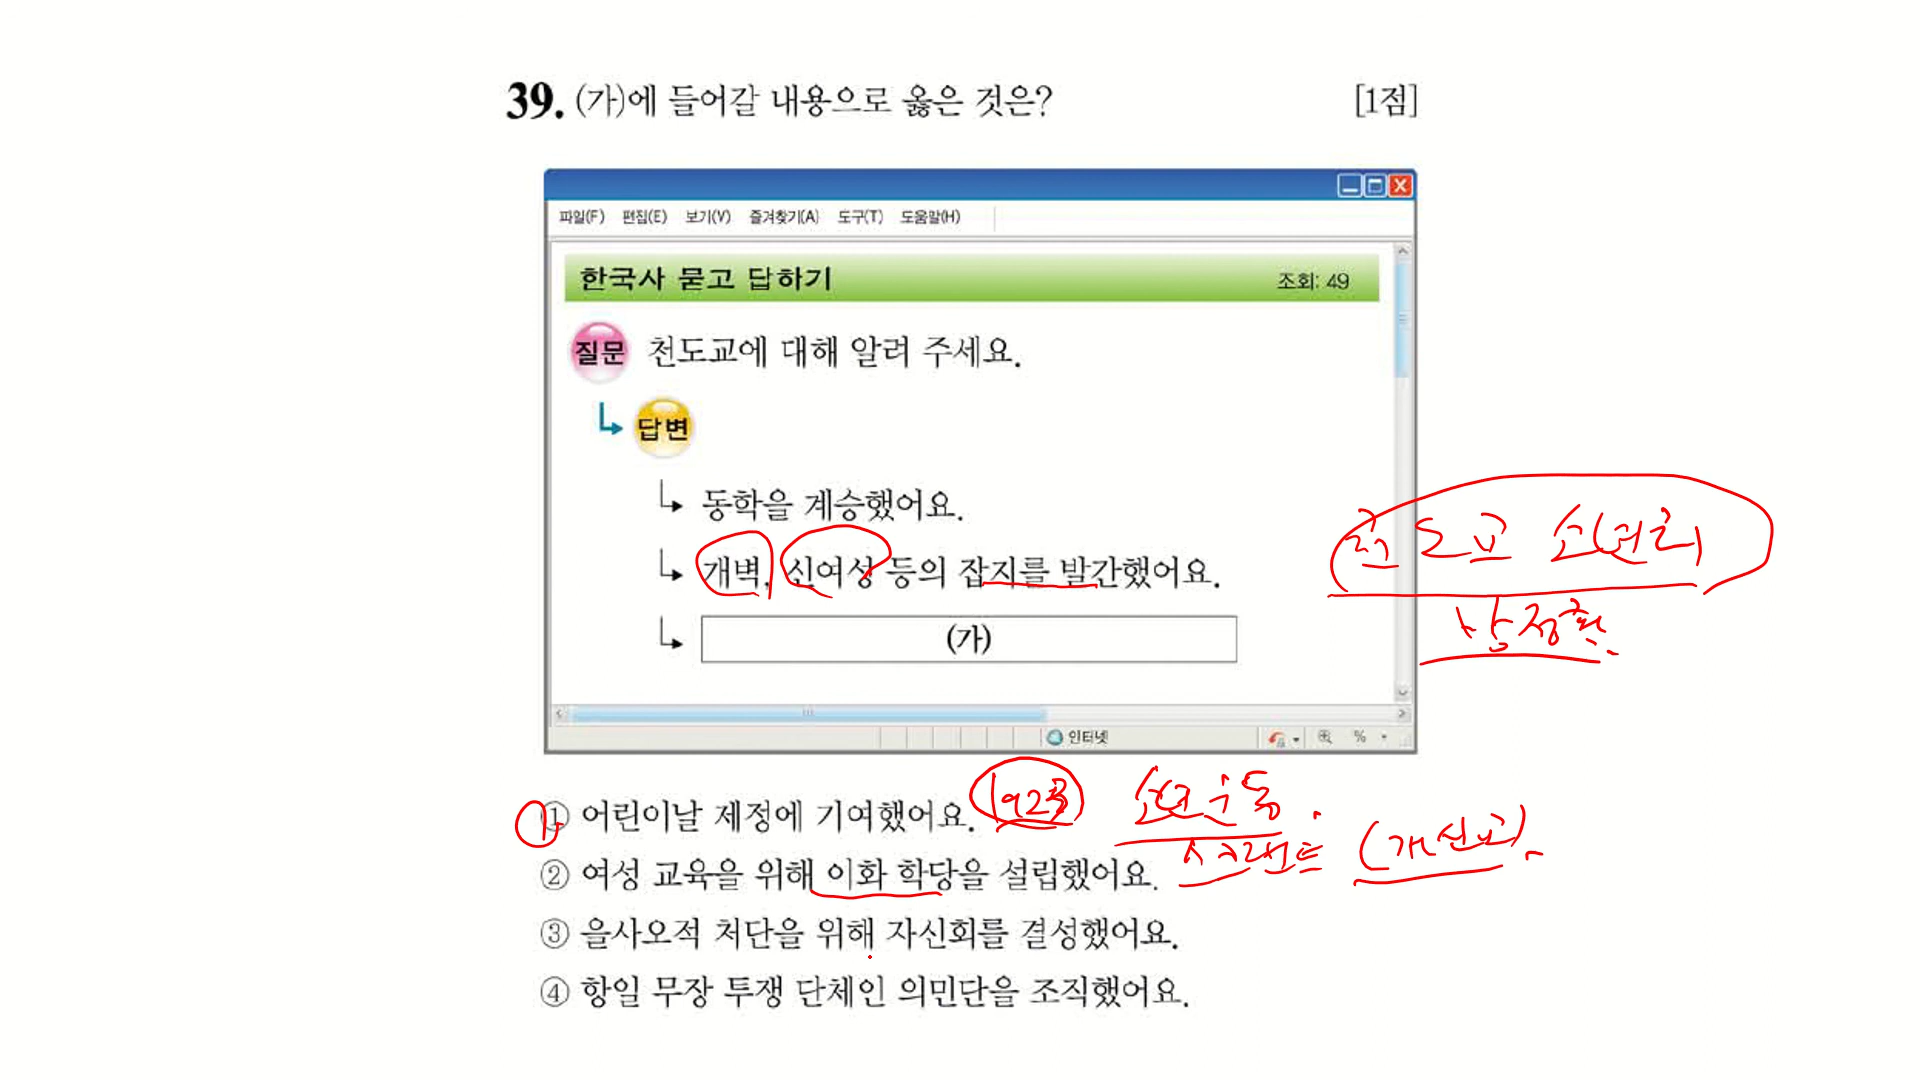 39. (가)에 들어갈 내용으로 옳은 것은? [1점]
파일(F) 편집(E) 보기(V) 즐겨찾기(A) 도구(T) 도움말(H)
한국사 묻고 답하기 조회: 49
질문 천도교에 대해 알려 주세요.
답변
동학을 계승했어요.
개벽, 신여성 등의 잡지를 발간했어요.
천도교 소년회
(가)
방정환
인터넷 %
① 어린이날 제정에 기여했어요. 1923 소년운동
② 여성 교육을 위해 이화 학당을 설립했어요. 스크랜튼 (개신교)
③ 을사오적 처단을 위해 자신회를 결성했어요.
④ 항일 무장 투쟁 단체인 의민단을 조직했어요.